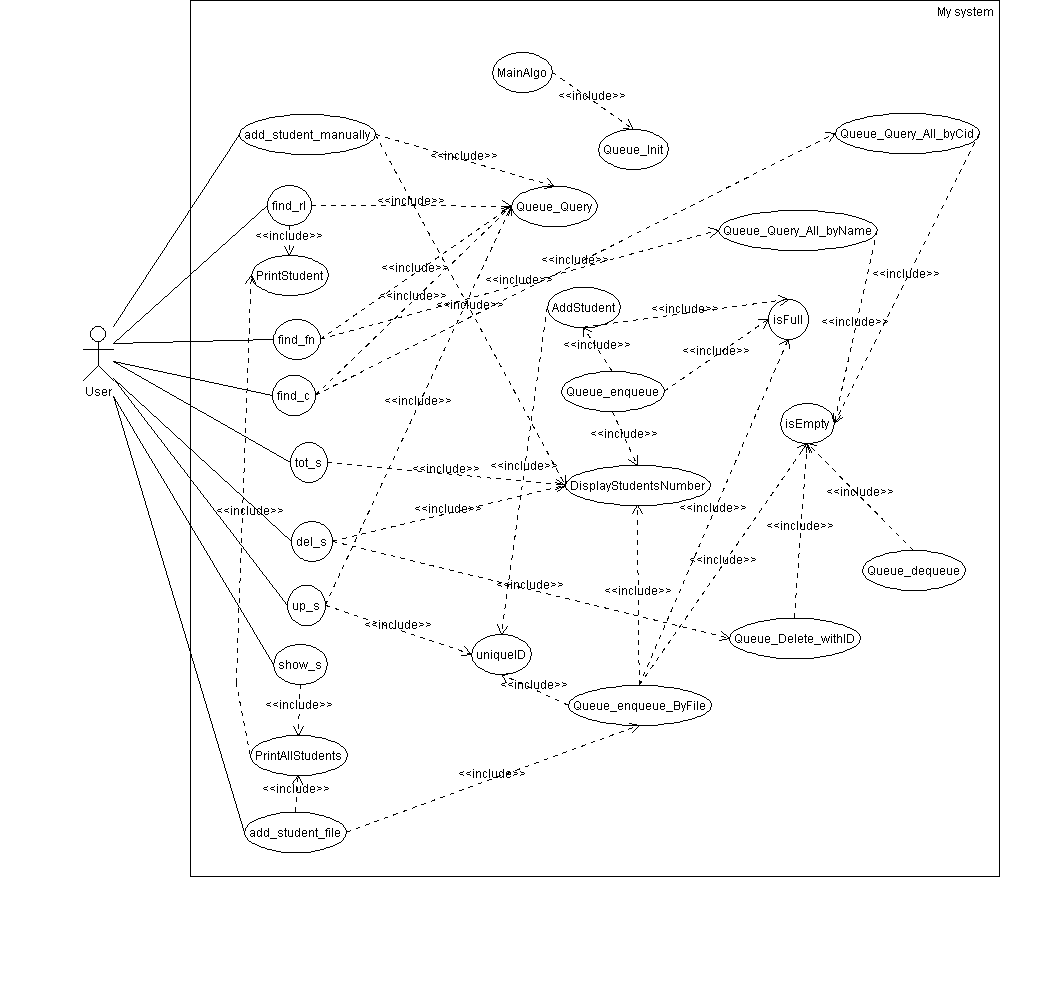 My system
MainAlgo
<<include>>
add_student_manually
Queue_Query_All_byCid
Queue_Init
<<include>>
find_rl
<<include>>
Queue_Query
<<include>>
Queue_Query_All_byName
<<include>>
<<include>>
PrintStudent
<<include>>
<<include>>
<<include>>
<<include>>
<<include>>
AddStudent
<<include>>
isFull
<<include>>
find_fn
<<include>>
<<include>>
User
find_c
Queue_enqueue
<<include>>
isEmpty
<<include>>
tot_s
<<include>>
<<include>>
DisplayStudentsNumber
<<include>>
<<include>>
<<include>>
<<include>>
<<include>>
del_s
<<include>>
Queue_dequeue
<<include>>
<<include>>
up_s
<<include>>
Queue_Delete_withID
uniqueID
show_s
<<include>>
<<include>>
Queue_enqueue_ByFile
PrintAllStudents
<<include>>
<<include>>
add_student_file